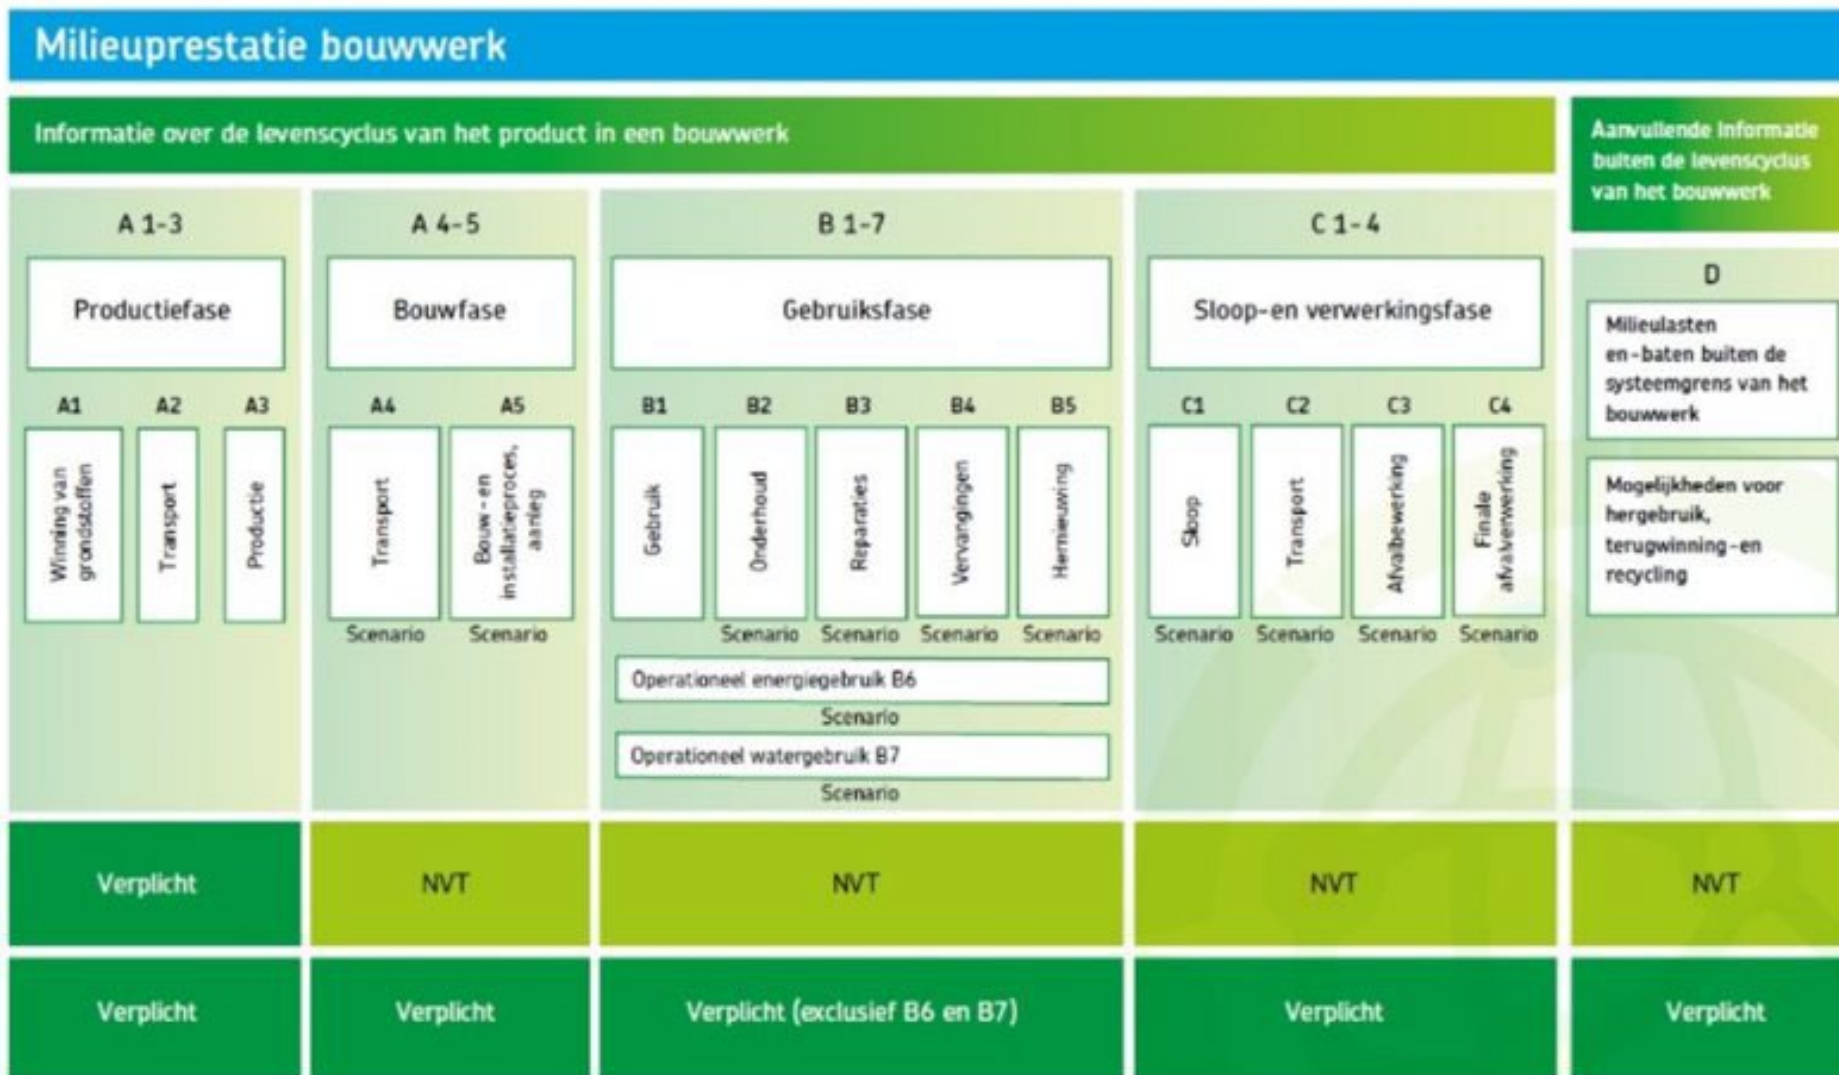 Milieuprestatie bouwwerk
Informatie over de levenscyclus van het product in een bouwwerk
Aanvullende informatie
buiten de levenscyclus
van het bouwwerk
A 1-3
Productiefase
A1
A2
A3
Winning van
grondstoffen
Transport
Productie
A 4-5
Bouwfase
A4
A5
Transport
Bouw- en
installatieproces,
aanleg
Scenario
Scenario
B 1-7
Gebruiksfase
B1
B2
B3
B4
B5
Gebruik
Onderhoud
Reparaties
Vervangingen
Hernieuwing
Scenario
Scenario
Scenario
Scenario
Operationeel energiegebruik B6
Scenario
Operationeel watergebruik B7
Scenario
C 1-4
Sloop-en verwerkingsfase
C1
C2
C3
C4
Sloop
Transport
Afvalbewerking
Finale
afvalverwerking
Scenario
Scenario
Scenario
Scenario
D
Milieulasten
en-baten buiten de
systeemgrens van het
bouwwerk
Mogelijkheden voor
hergebruik,
terugwinning-en
recycling
Verplicht
NVT
NVT
NVT
NVT
Verplicht
Verplicht
Verplicht (exclusief B6 en B7)
Verplicht
Verplicht